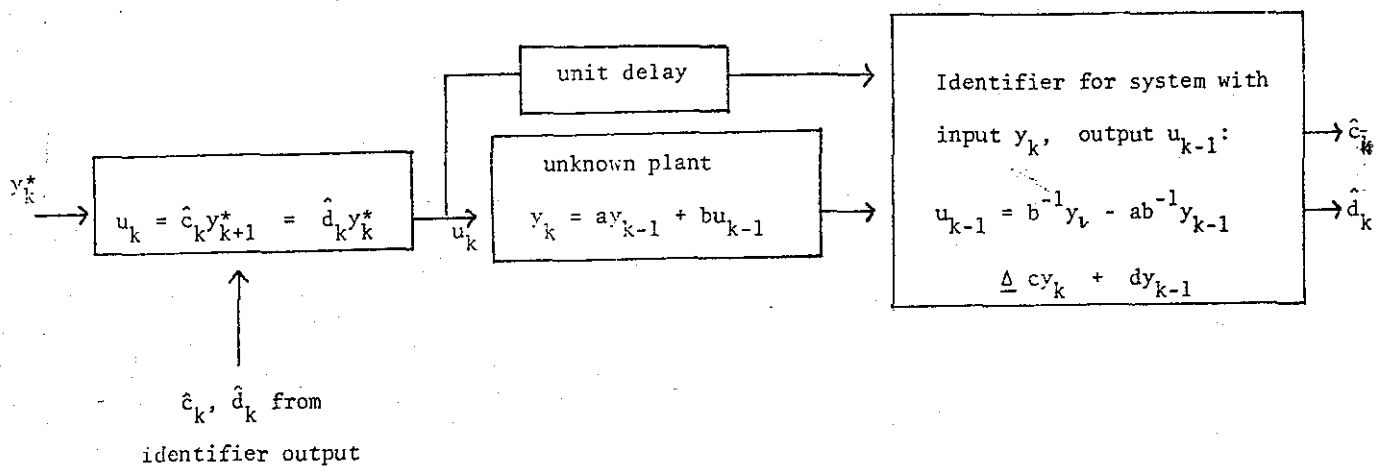 y*_k
u_k = ĉ_k y*_{k+1} = d̂_k y*_k
u_k
unit delay
unknown plant
y_k = ay_{k-1} + bu_{k-1}
Identifier for system with
input y_k, output u_{k-1}:
u_{k-1} = b^{-1}y_k - ab^{-1}y_{k-1}
Δ cy_k + dy_{k-1}
ĉ_k
d̂_k
ĉ_k, d̂_k from
identifier output